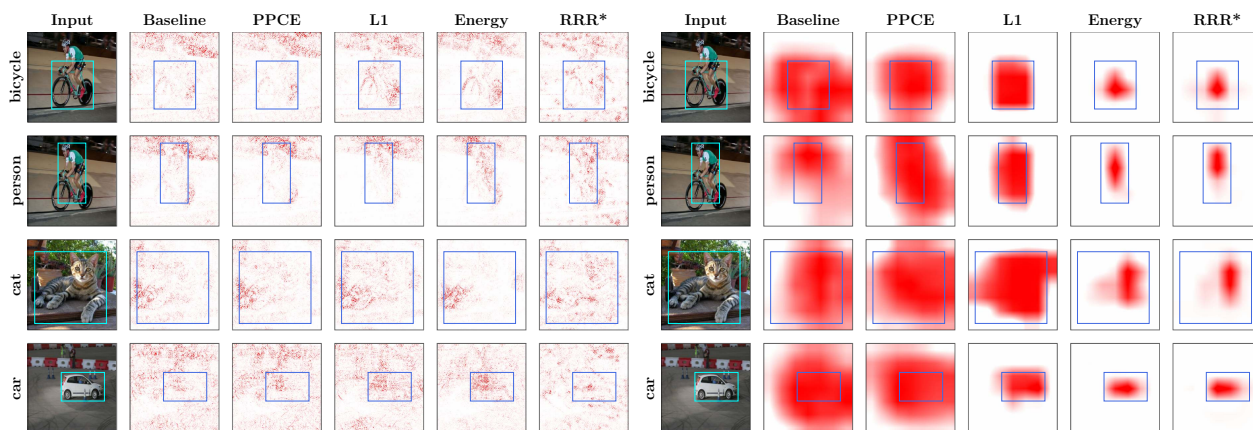 Input Baseline PPCE L1 Energy RRR* Input Baseline PPCE L1 Energy RRR*
bicycle bicycle
person person
cat cat
car car